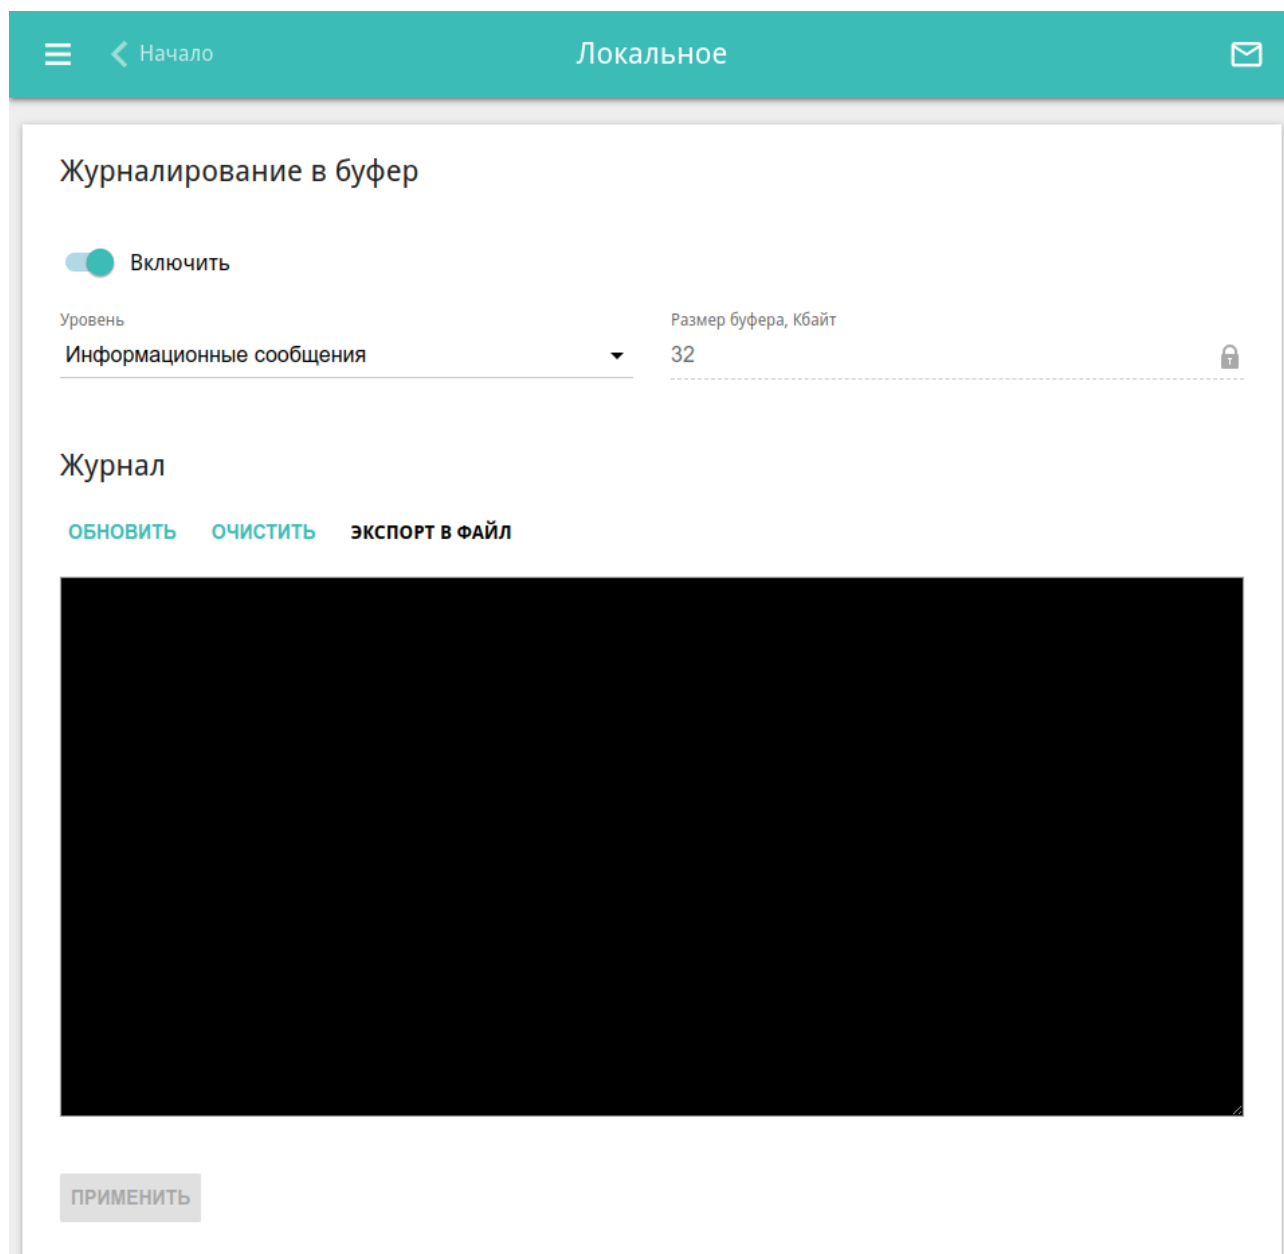 Начало
Локальное
Журналирование в буфер
Включить
Уровень
Размер буфера, Кбайт
Информационные сообщения
32
Журнал
ОБНОВИТЬ ОЧИСТИТЬ ЭКСПОРТ В ФАЙЛ
ПРИМЕНИТЬ